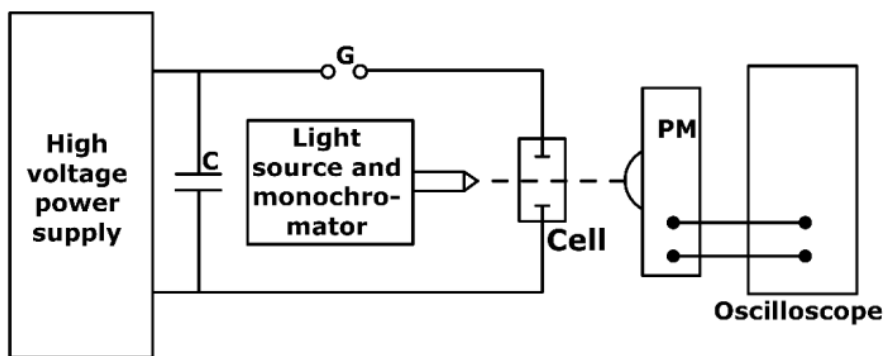 High
voltage
power
supply
C
G
Light
source and
monochro-
mator
Cell
PM
Oscilloscope